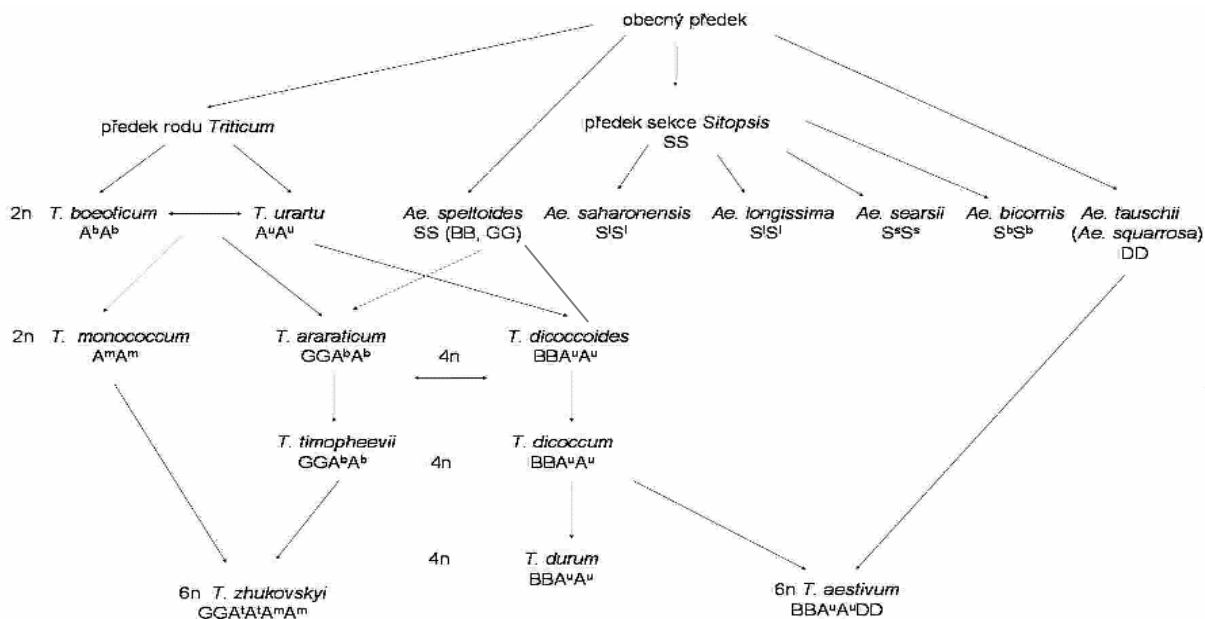 obecný předek
předek rodu Triticum
předek sekce Sitopsis
SS
2n T. boeoticum T. urartu Ae. speltoides Ae. saharonensis Ae. longissima Ae. searsii Ae. bicornis Ae. tauschii
AᵇAᵇ AᵘAᵘ SS (BB, GG) SˡSˡ SˡSˡ SˢSˢ SᵇSᵇ (Ae. squarrosa)
DD
2n T. monococcum T. araraticum T. dicoccoides
AᵐAᵐ GGAᵇAᵇ 4n BBAᵘAᵘ
T. timopheevii T. dicoccum
GGAᵇAᵇ 4n BBAᵘAᵘ
4n T. durum
BBAᵘAᵘ
6n T. zhukovskyi 6n T. aestivum
GGAᵗAᵗAᵐAᵐ BBAᵘAᵘDD